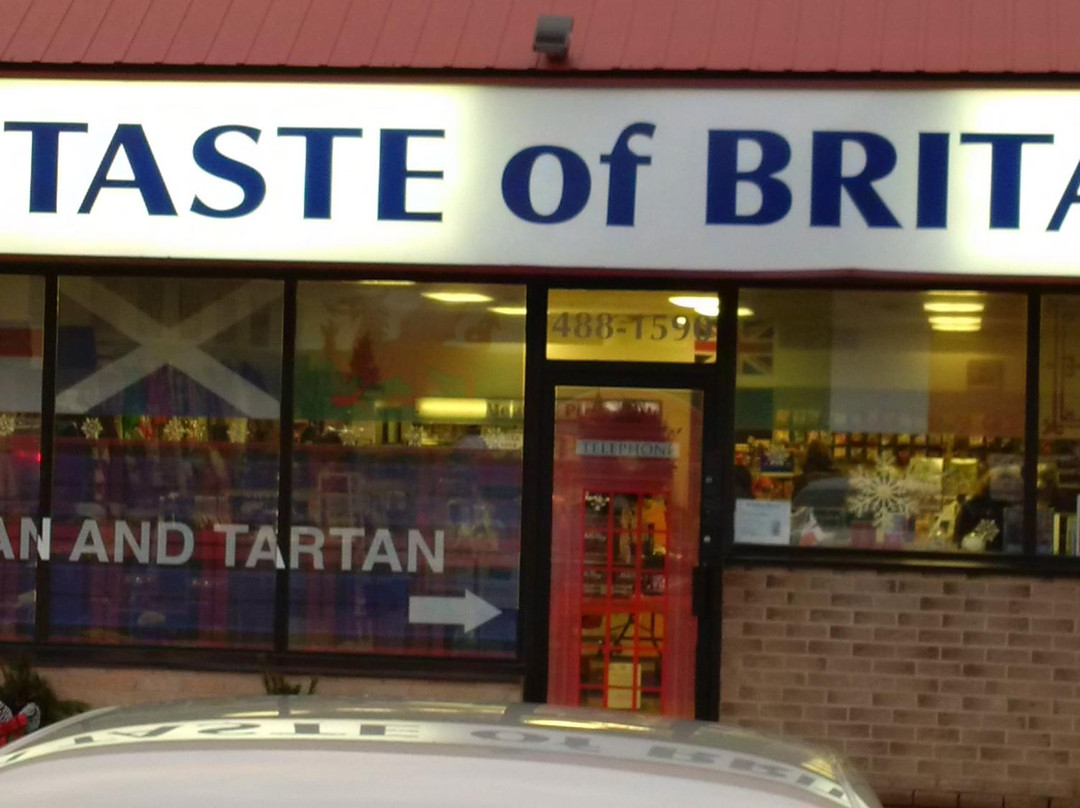 TASTE of BRITA
488-1590
TELEPHONE
AN AND TARTAN